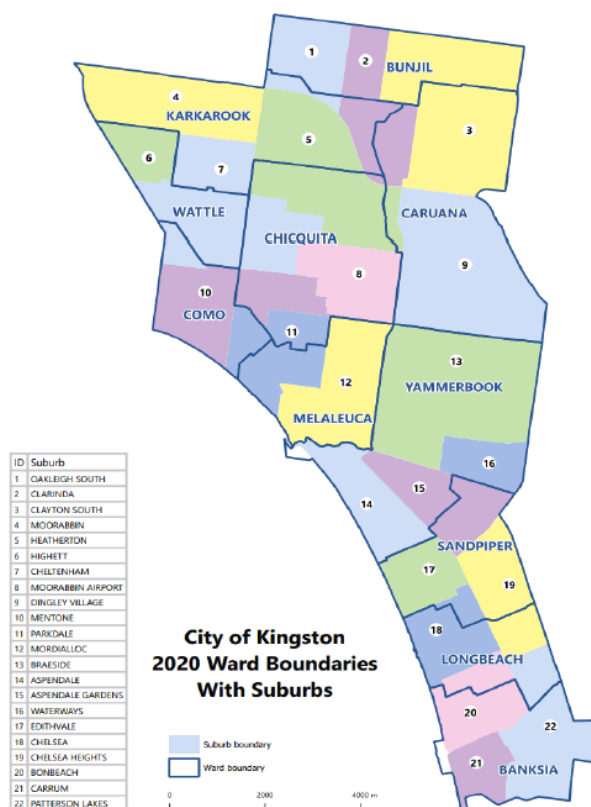 1
2
BUNJIL
4
KARKAROOK
3
5
6
7
WATTLE
CARUANA
CHICQUITA
9
8
10
COMO
11
13
12
YAMMERBOOK
MELALEUCA
16
15
14
SANDPIPER
17
19
18
LONGBEACH
20
22
21
BANKSIA
ID Suburb
1 OAKLEIGH SOUTH
2 CLARINDA
3 CLAYTON SOUTH
4 MOORABBIN
5 HEATHERTON
6 HIGHETT
7 CHELTENHAM
8 MOORABBIN AIRPORT
9 DINGLEY VILLAGE
10 MENTONE
11 PARKDALE
12 MORDIALLOC
13 BRAESIDE
14 ASPENDALE
15 ASPENDALE GARDENS
16 WATERWAYS
17 EDITHVALE
18 CHELSEA
19 CHELSEA HEIGHTS
20 BONBEACH
21 CARRUM
22 PATTERSON LAKES
City of Kingston
2020 Ward Boundaries
With Suburbs
Suburb boundary
Ward boundary
0 2000 4000 m